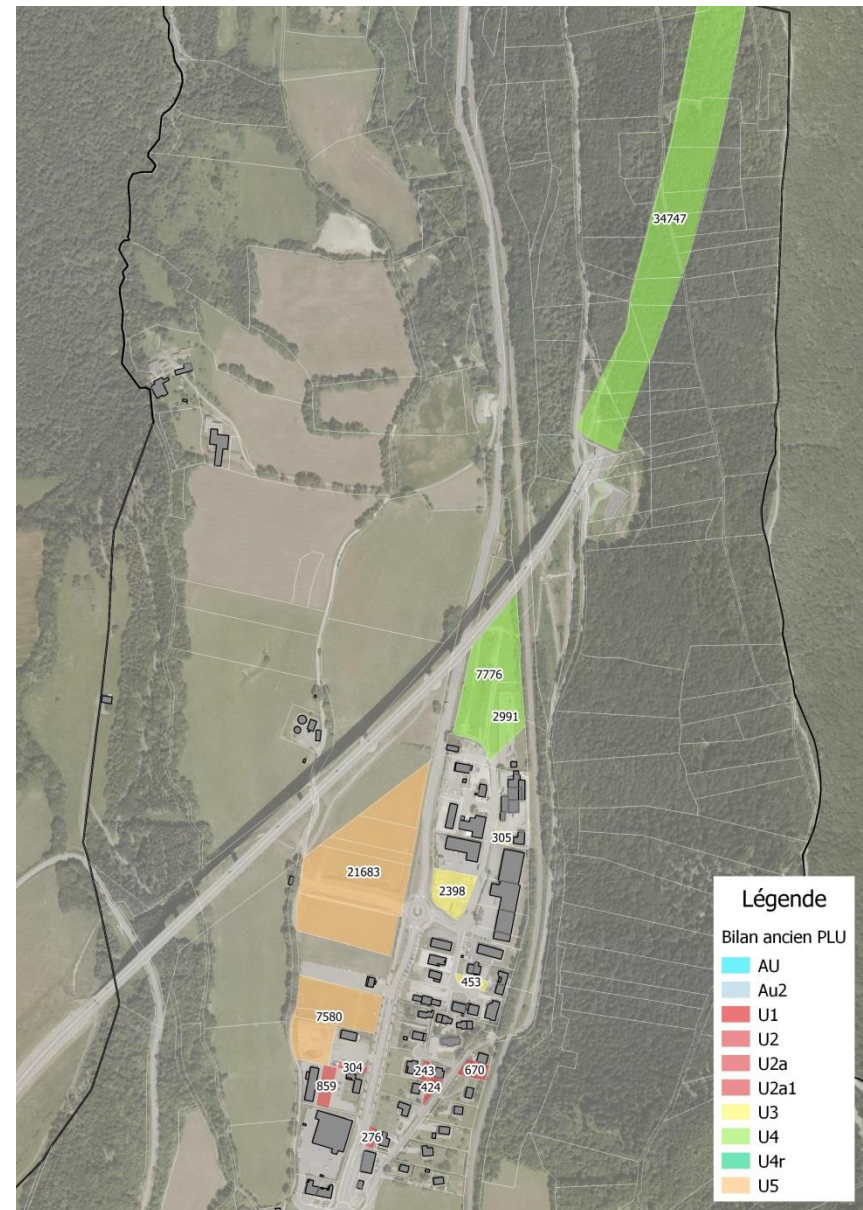 34747
7776
2991
305
21683
2398
453
7580
304
243
670
859
424
276
Légende
Bilan ancien PLU
AU
Au2
U1
U2
U2a
U2a1
U3
U4
U4r
U5